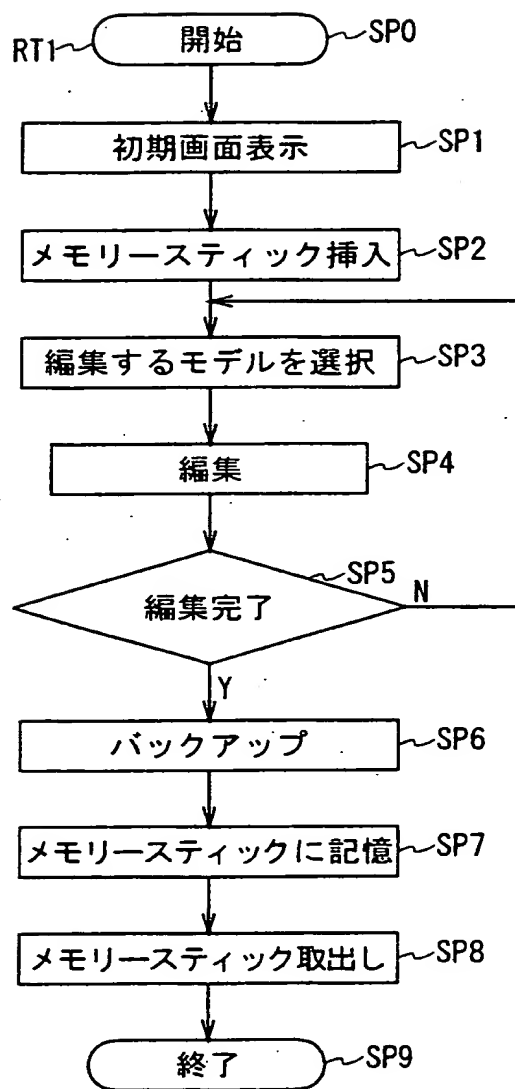 RT1 開始 SP0
初期画面表示 SP1
メモリースティック挿入 SP2
編集するモデルを選択 SP3
編集 SP4
編集完了 SP5 N
Y
バックアップ SP6
メモリースティックに記憶 SP7
メモリースティック取出し SP8
終了 SP9